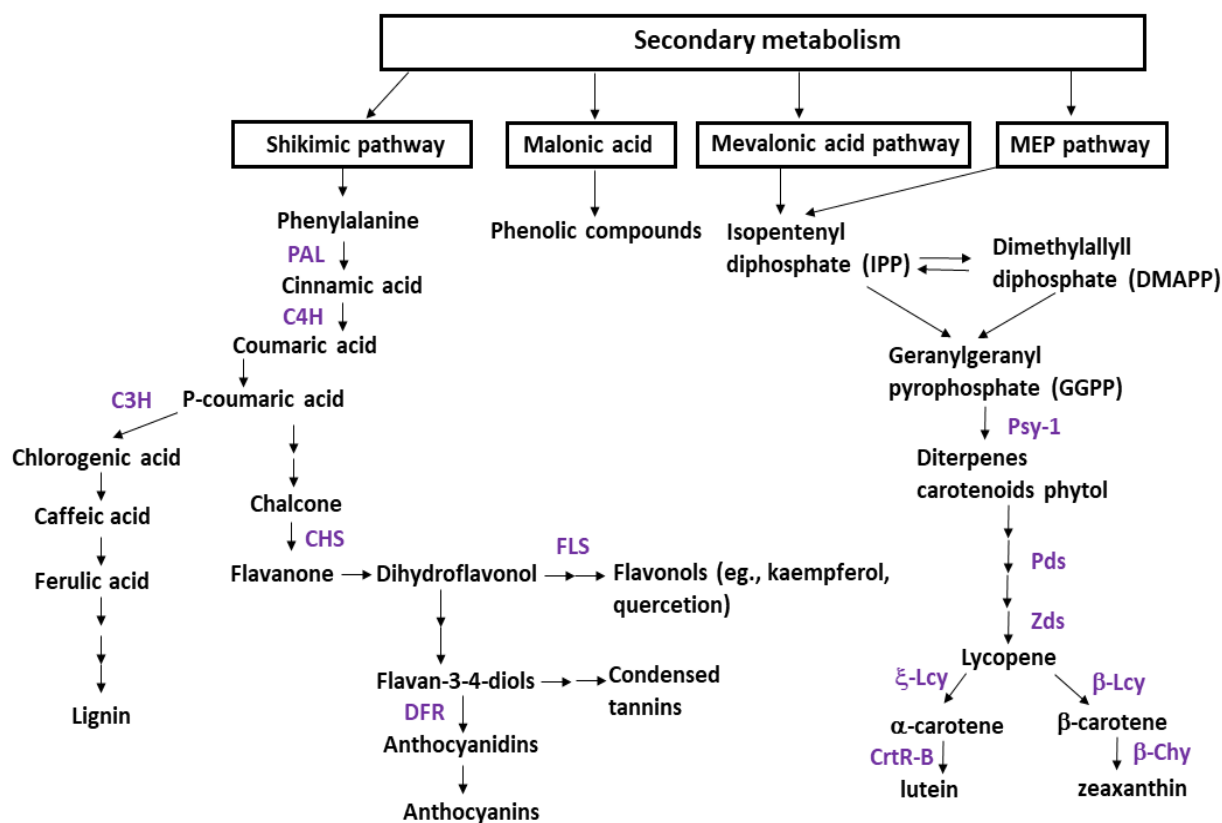 Secondary metabolism
Shikimic pathway
Malonic acid
Mevalonic acid pathway
MEP pathway
Phenylalanine
PAL
Cinnamic acid
C4H
Coumaric acid
P-coumaric acid
C3H
Chlorogenic acid
Caffeic acid
Ferulic acid
Lignin
Chalcone
CHS
Flavanone
Dihydroflavonol
FLS
Flavonols (eg., kaempferol,
quercetion)
Flavan-3-4-diols
Condensed
tannins
DFR
Anthocyanidins
Anthocyanins
Phenolic compounds
Isopentenyl
diphosphate (IPP)
Dimethylallyll
diphosphate (DMAPP)
Geranylgeranyl
pyrophosphate (GGPP)
Psy-1
Diterpenes
carotenoids phytol
Pds
Zds
Lycopene
ξ-Lcy
β-Lcy
α-carotene
β-carotene
CrtR-B
β-Chy
lutein
zeaxanthin